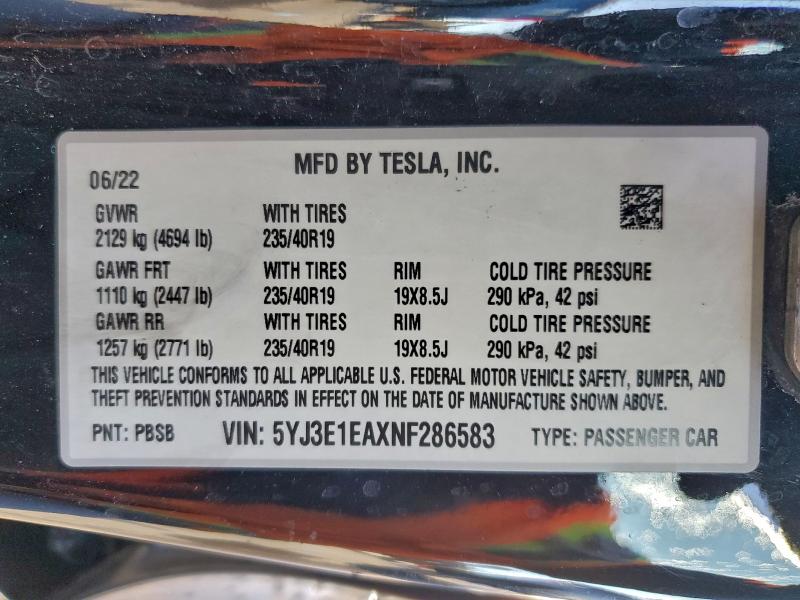 MFD BY TESLA, INC.
06/22
GVWR WITH TIRES
2129 kg (4694 lb) 235/40R19
GAWR FRT WITH TIRES RIM COLD TIRE PRESSURE
1110 kg (2447 lb) 235/40R19 19X8.5J 290 kPa, 42 psi
GAWR RR WITH TIRES RIM COLD TIRE PRESSURE
1257 kg (2771 lb) 235/40R19 19X8.5J 290 kPa, 42 psi
THIS VEHICLE CONFORMS TO ALL APPLICABLE U.S. FEDERAL MOTOR VEHICLE SAFETY, BUMPER, AND
THEFT PREVENTION STANDARDS IN EFFECT ON THE DATE OF MANUFACTURE SHOWN ABOVE.
PNT: PBSB VIN: 5YJ3E1EAXNF286583 TYPE: PASSENGER CAR